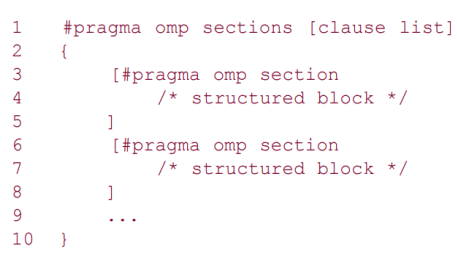 1 #pragma omp sections [clause list]
2 {
3 [#pragma omp section
4 /* structured block */
5 ]
6 [#pragma omp section
7 /* structured block */
8 ]
9 ...
10 }